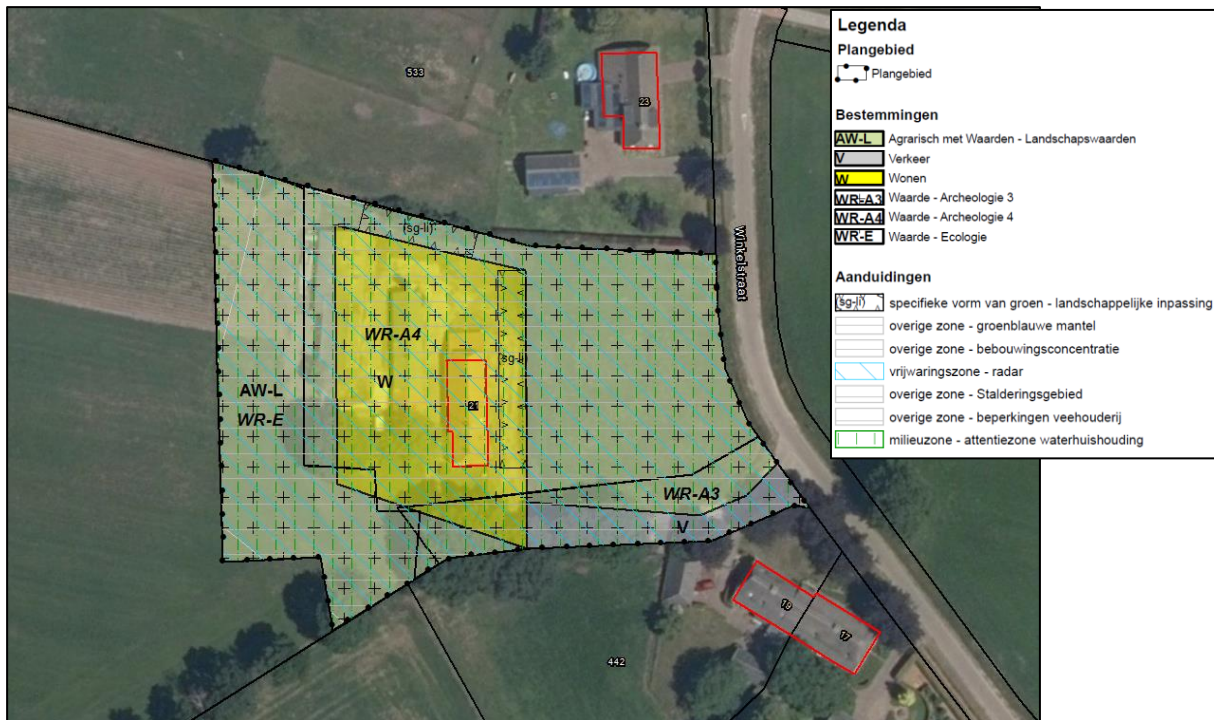 533
23
Winkelstraat
(sg-li)
WR-A4
(sg-li)
W
21
AW-L
WR-E
WR-A3
V
19
17
442
Legenda
Plangebied
Plangebied
Bestemmingen
AW-L Agrarisch met Waarden - Landschapswaarden
V Verkeer
W Wonen
WR-A3 Waarde - Archeologie 3
WR-A4 Waarde - Archeologie 4
WR-E Waarde - Ecologie
Aanduidingen
(sg-li) specifieke vorm van groen - landschappelijke inpassing
overige zone - groenblauwe mantel
overige zone - bebouwingsconcentratie
vrijwaringszone - radar
overige zone - Stalderingsgebied
overige zone - beperkingen veehouderij
milieuzone - attentiezone waterhuishouding